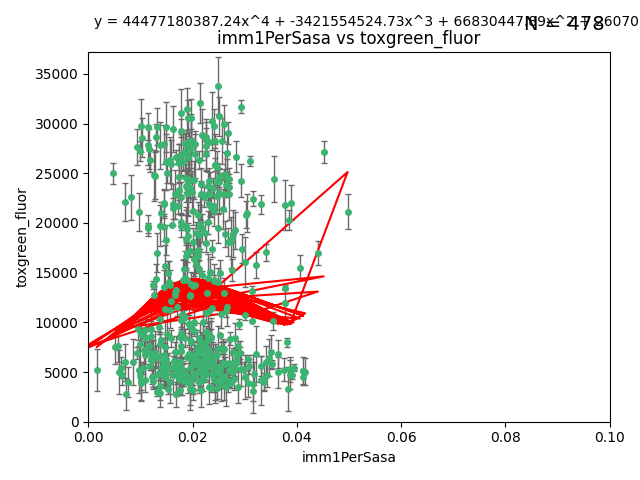 y = 44477180387.24x^4 + -3421554524.73x^3 + 66830447.
N = 478
imm1PerSasa vs toxgreen_fluor
35000
30000
25000
20000
15000
10000
5000
0
toxgreen_fluor
0.00 0.02 0.04 0.06 0.08 0.10
imm1PerSasa